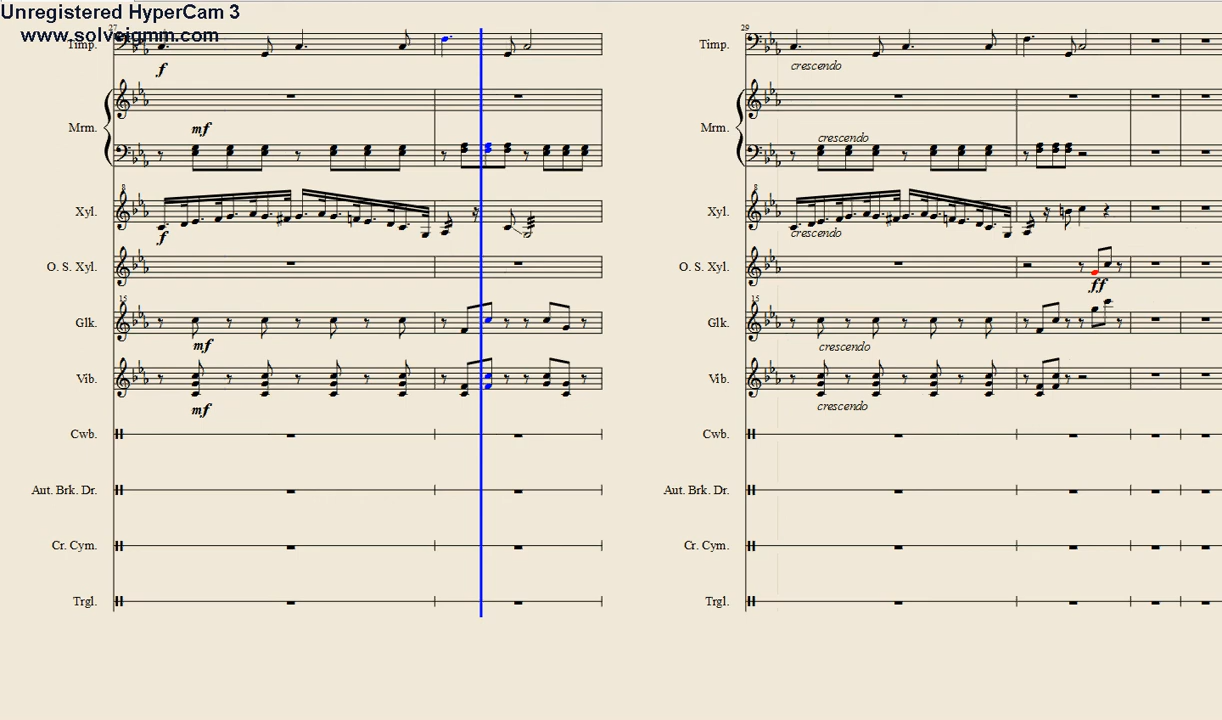 Unregistered HyperCam 3
www.solveigmm.com
27
Timp.
f
Mrm.
mf
8
Xyl.
f
O. S. Xyl.
15
Glk.
mf
Vib.
mf
Cwb.
Aut. Brk. Dr.
Cr. Cym.
Trgl.
29
Timp.
crescendo
Mrm.
crescendo
8
Xyl.
crescendo
O. S. Xyl.
ff
15
Glk.
crescendo
Vib.
crescendo
Cwb.
Aut. Brk. Dr.
Cr. Cym.
Trgl.